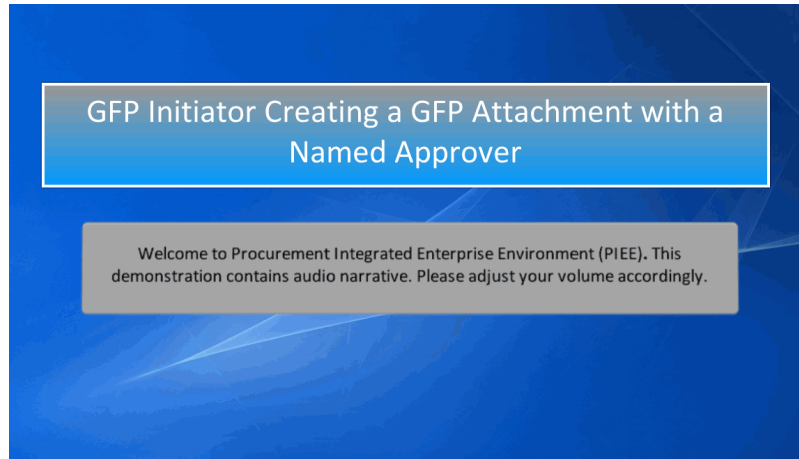 GFP Initiator Creating a GFP Attachment with a
Named Approver
Welcome to Procurement Integrated Enterprise Environment (PIEE). This
demonstration contains audio narrative. Please adjust your volume accordingly.